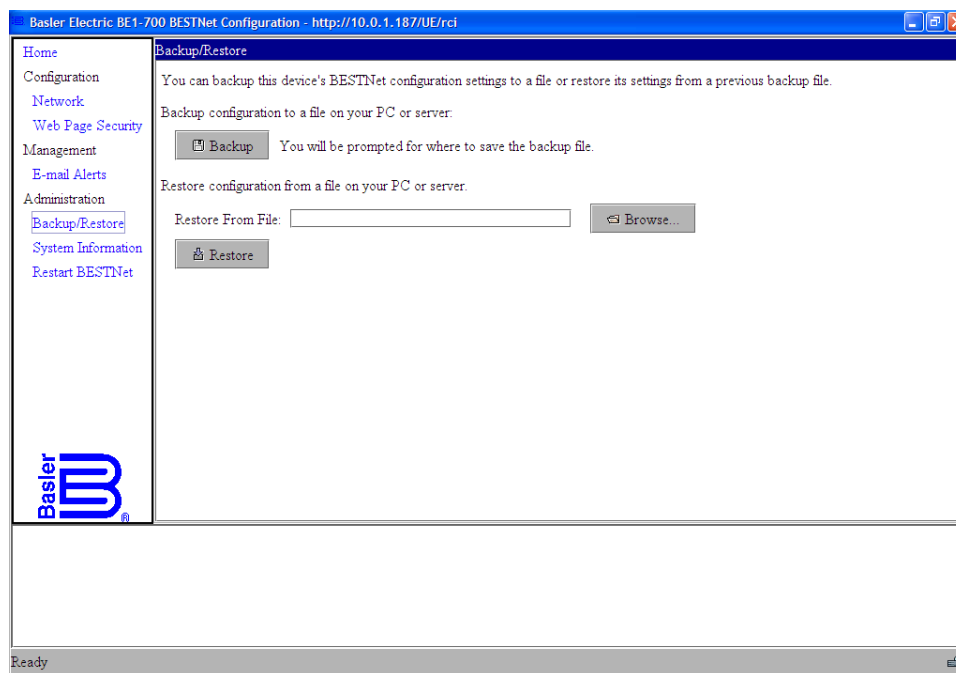 Basler Electric BE1-700 BESTNet Configuration - http://10.0.1.187/UE/rci
Home
Configuration
Network
Web Page Security
Management
E-mail Alerts
Administration
Backup/Restore
System Information
Restart BESTNet
Basler
B
®
Backup/Restore
You can backup this device's BESTNet configuration settings to a file or restore its settings from a previous backup file.
Backup configuration to a file on your PC or server:
Backup You will be prompted for where to save the backup file.
Restore configuration from a file on your PC or server.
Restore From File: Browse...
Restore
Ready